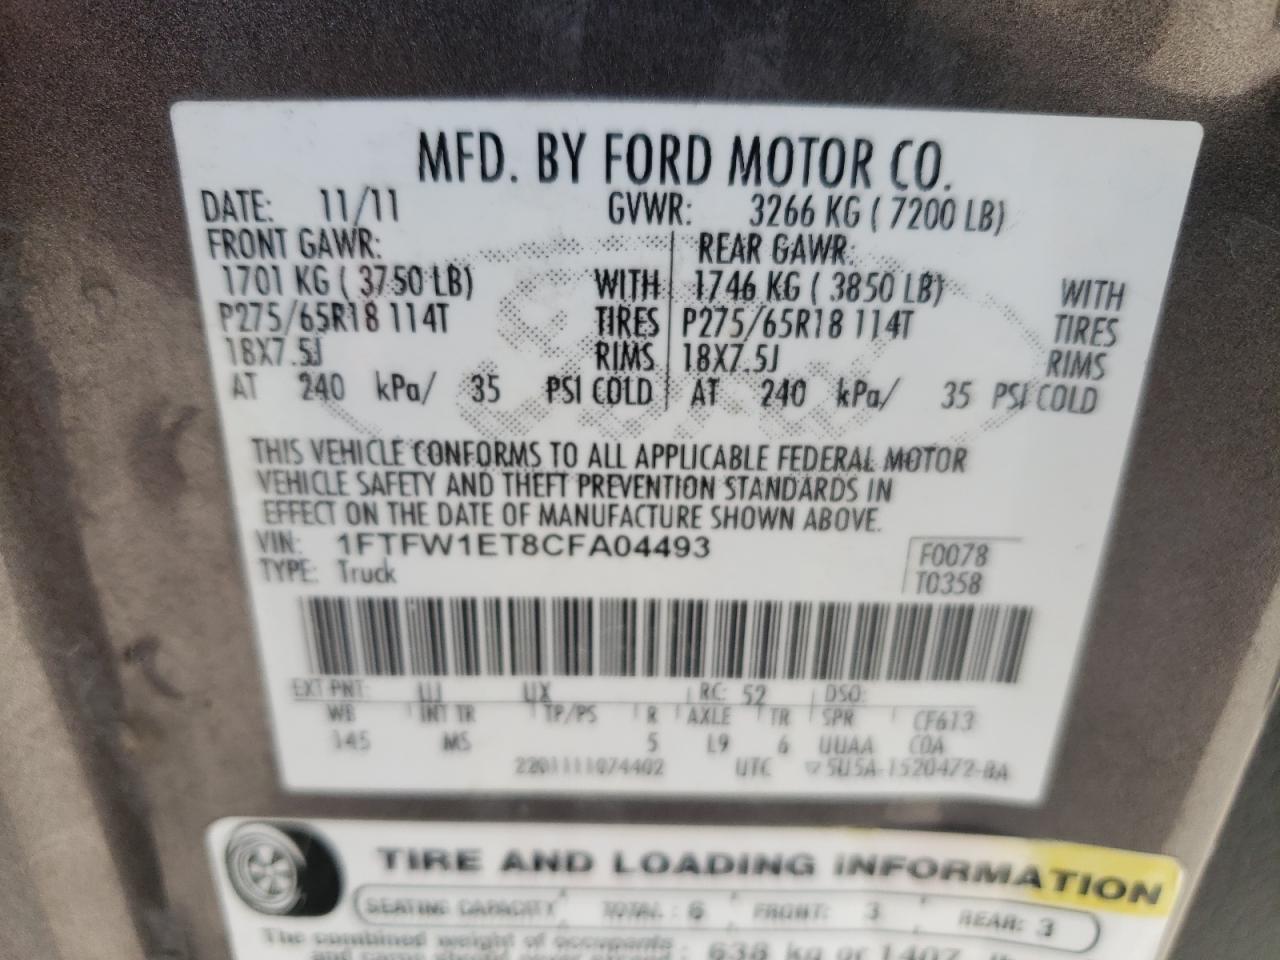 MFD. BY FORD MOTOR CO.
DATE: 11/11 GVWR: 3266 KG ( 7200 LB)
FRONT GAWR: REAR GAWR:
1701 KG ( 3750 LB) WITH 1746 KG ( 3850 LB) WITH
P275/65R18 114T TIRES P275/65R18 114T TIRES
18X7.5J RIMS 18X7.5J RIMS
AT 240 kPa/ 35 PSI COLD AT 240 kPa/ 35 PSI COLD
THIS VEHICLE CONFORMS TO ALL APPLICABLE FEDERAL MOTOR
VEHICLE SAFETY AND THEFT PREVENTION STANDARDS IN
EFFECT ON THE DATE OF MANUFACTURE SHOWN ABOVE.
VIN: 1FTFW1ET8CFA04493 F0078
TYPE: Truck T0358
EXT PNT: UJ UX RC: 52 DSO:
WB INT TR TP/PS R AXLE TR SPR CF613
145 MS 5 L9 6 UUAA COA
2201111074402 UTC ▽5U5A-1520472-BA
TIRE AND LOADING INFORMATION
SEATING CAPACITY TOTAL: 6 FRONT: 3 REAR: 3
The combined weight of occupants
and cargo should never exceed: 638 kg or 1407